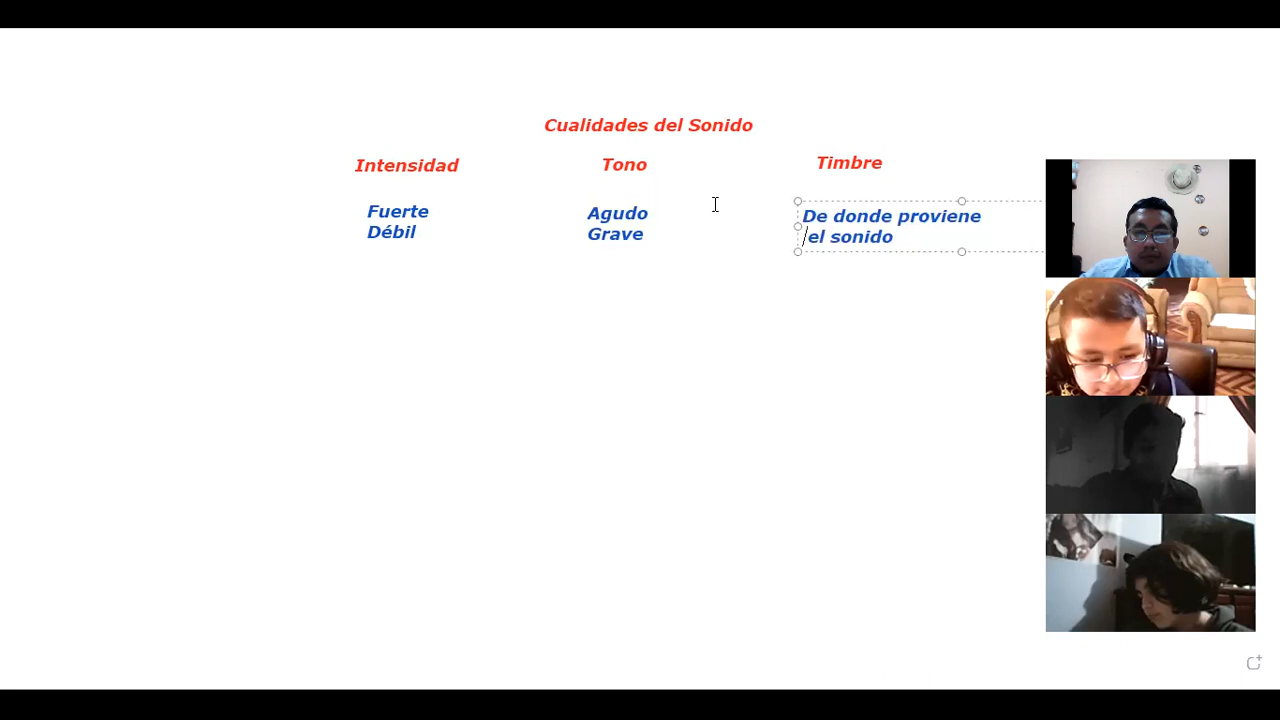 Cualidades del Sonido
Intensidad Tono Timbre
Fuerte Agudo De donde proviene
Débil Grave el sonido